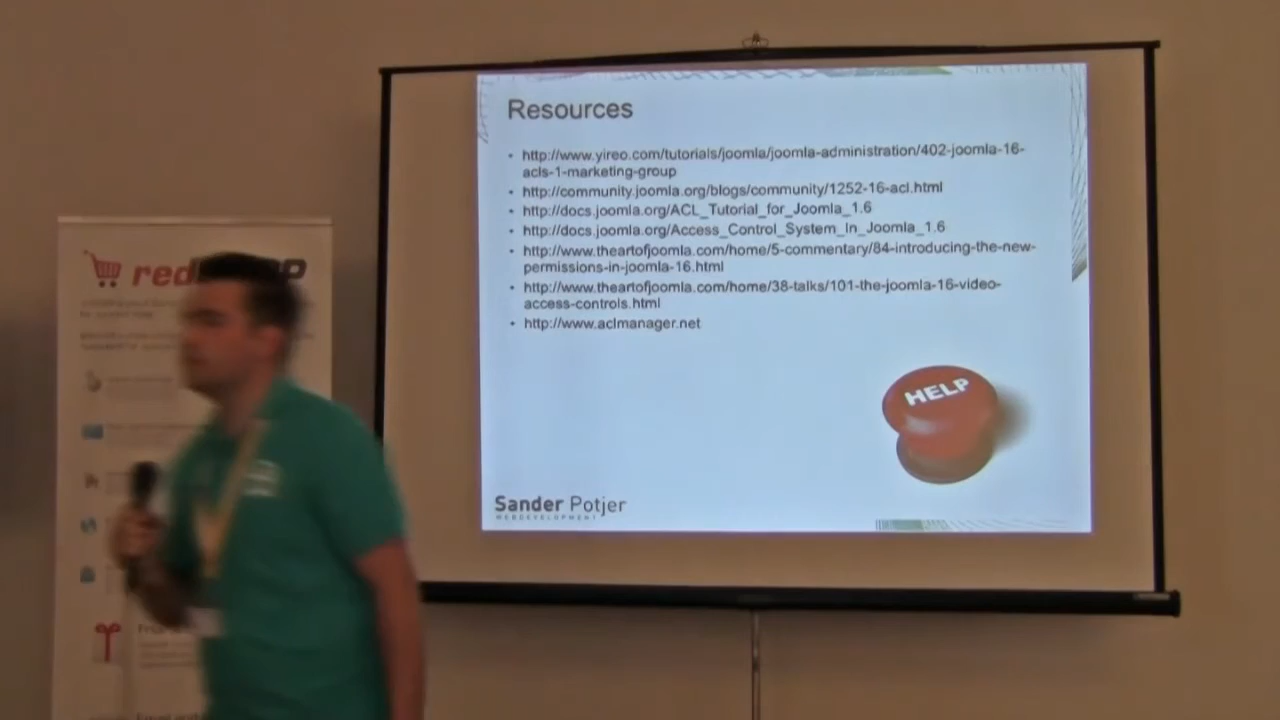 Resources
• http://www.yireo.com/tutorials/joomla/joomla-administration/402-joomla-16-
acls-1-marketing-group
• http://community.joomla.org/blogs/community/1252-16-acl.html
• http://docs.joomla.org/ACL_Tutorial_for_Joomla_1.6
• http://docs.joomla.org/Access_Control_System_In_Joomla_1.6
• http://www.theartofjoomla.com/home/5-commentary/84-introducing-the-new-
permissions-in-joomla-16.html
• http://www.theartofjoomla.com/home/38-talks/101-the-joomla-16-video-
access-controls.html
• http://www.aclmanager.net
HELP
Sander Potjer
WEBDEVELOPMENT
red